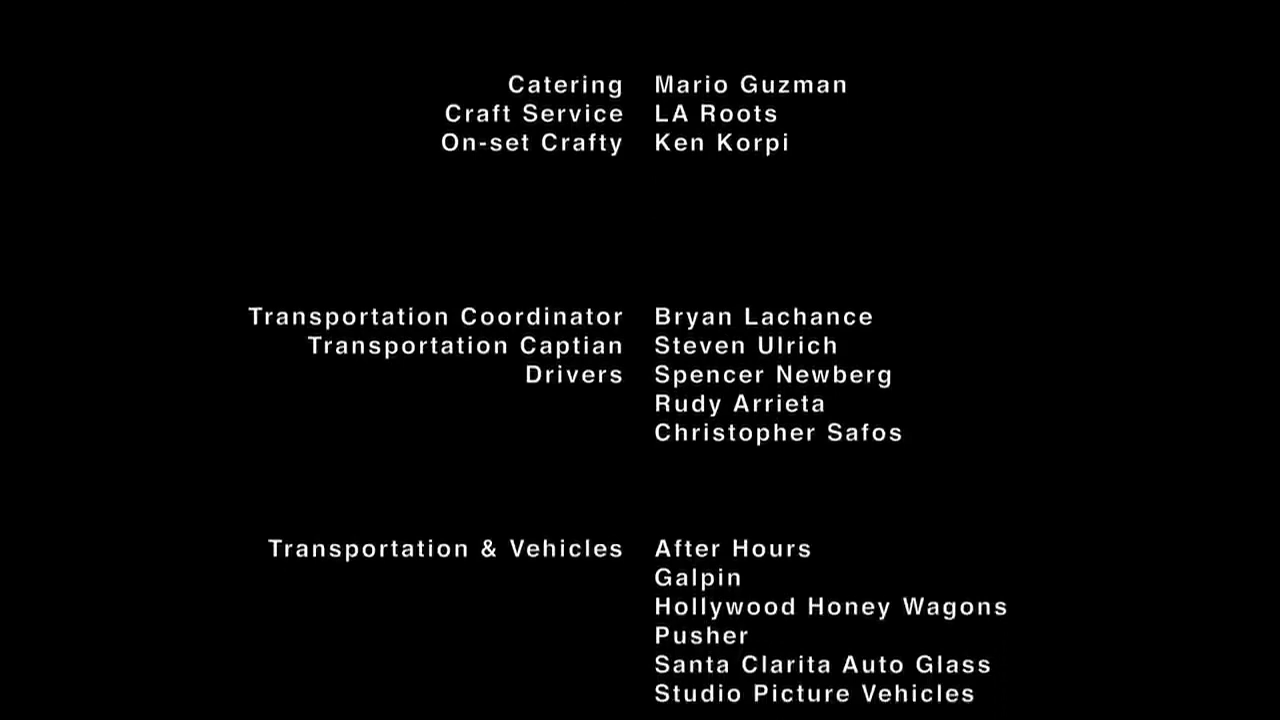 Catering Mario Guzman
Craft Service LA Roots
On-set Crafty Ken Korpi
Transportation Coordinator Bryan Lachance
Transportation Captian Steven Ulrich
Drivers Spencer Newberg
Rudy Arrieta
Christopher Safos
Transportation & Vehicles After Hours
Galpin
Hollywood Honey Wagons
Pusher
Santa Clarita Auto Glass
Studio Picture Vehicles